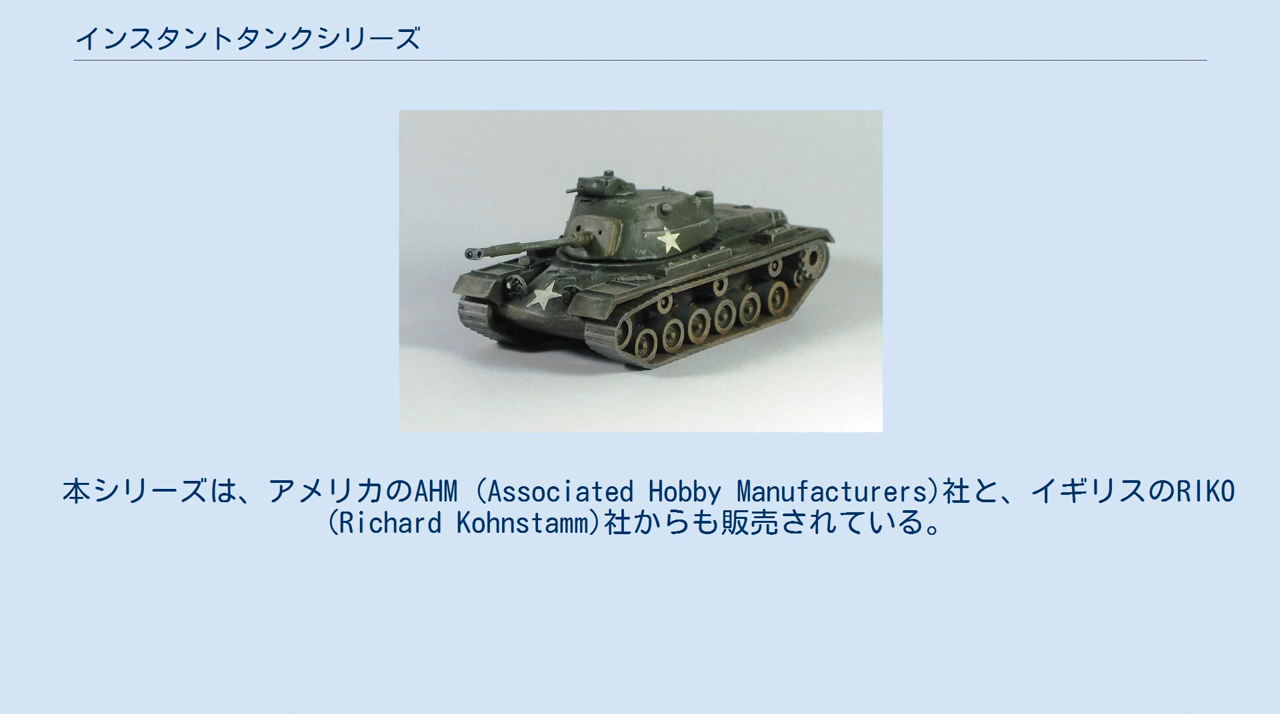 インスタントタンクシリーズ
本シリーズは、アメリカのAHM (Associated Hobby Manufacturers)社と、イギリスのRIKO
(Richard Kohnstamm)社からも販売されている。